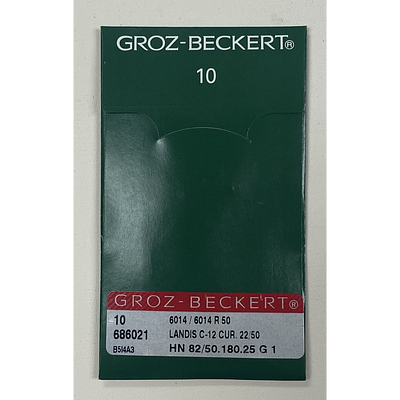 GROZ-BECKERT®
10
GROZ-BECKERT®
10 6014 / 6014 R 50
686021 LANDIS C-12 CUR. 22/50
B5I4A3 HN 82/50.180.25 G 1